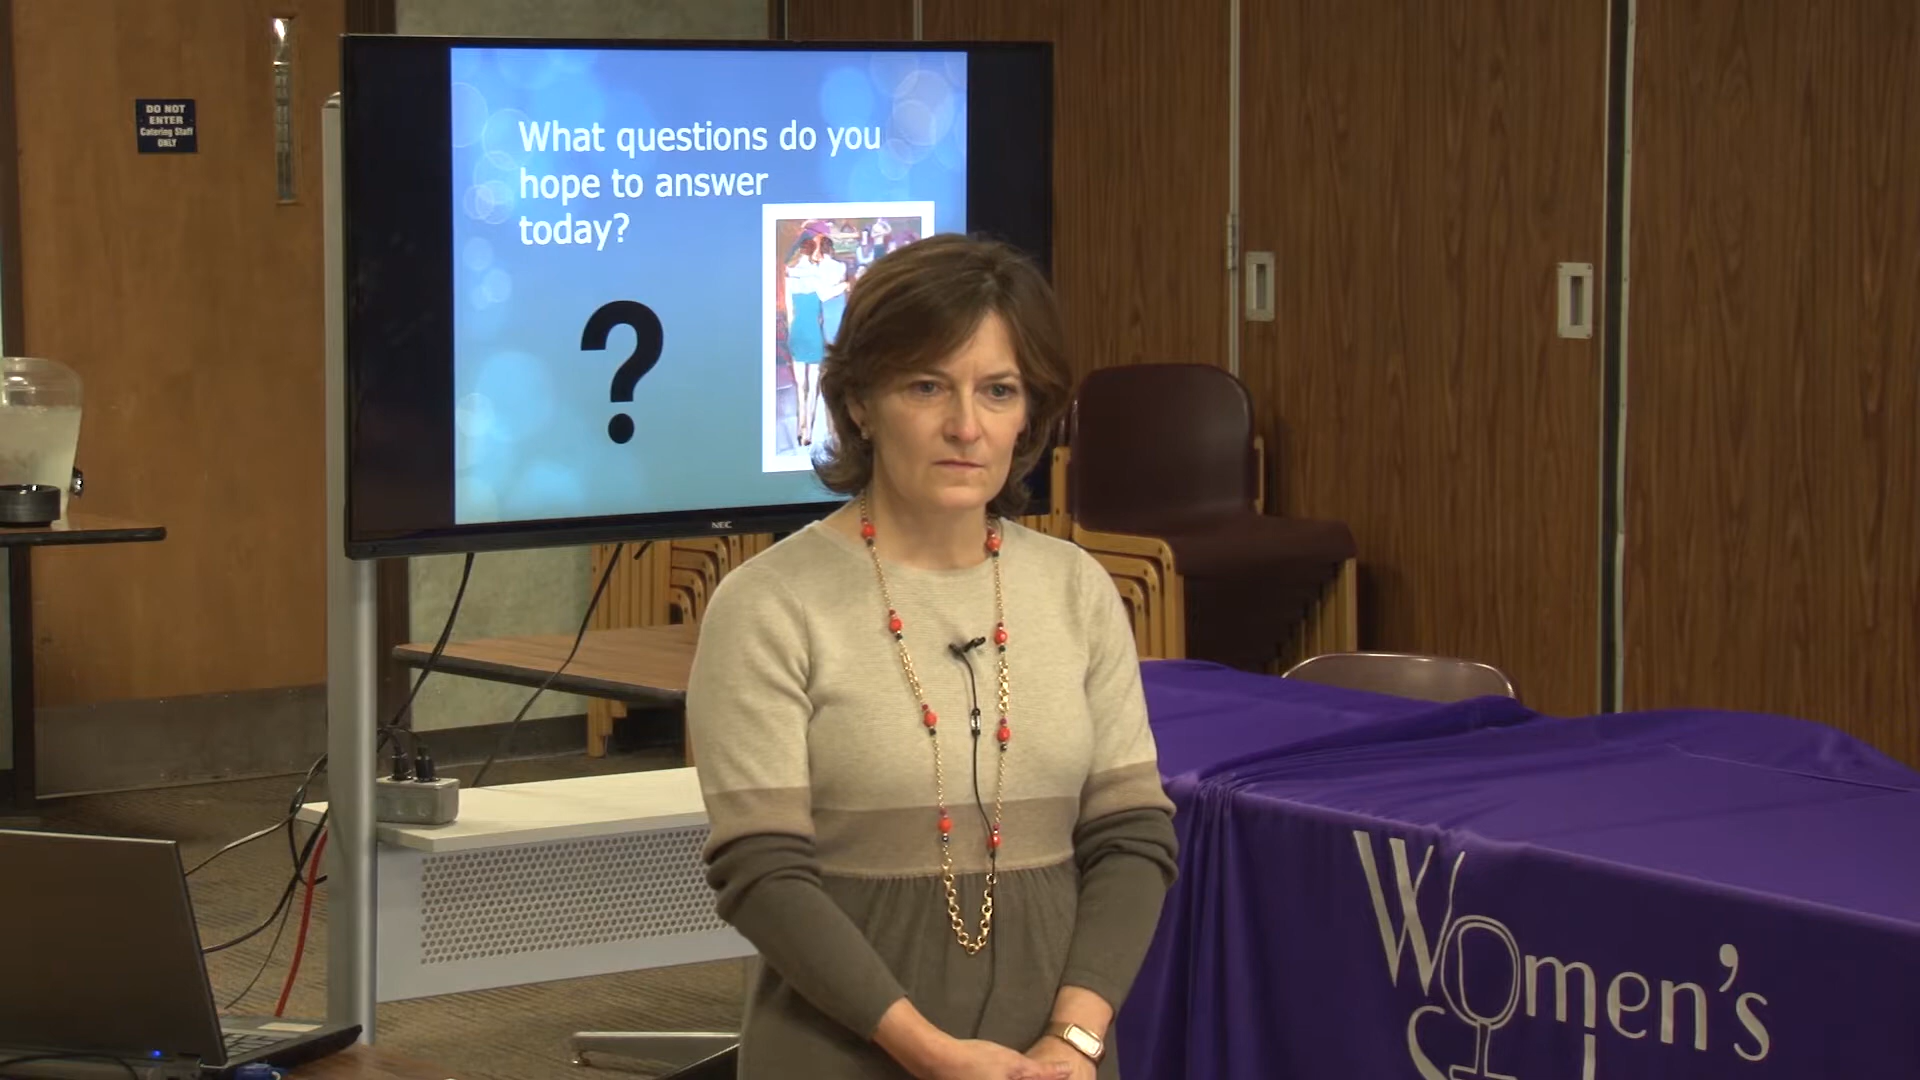 DO NOT
ENTER
Catering Staff
ONLY
What questions do you
hope to answer
today?
?
NEC
Women's